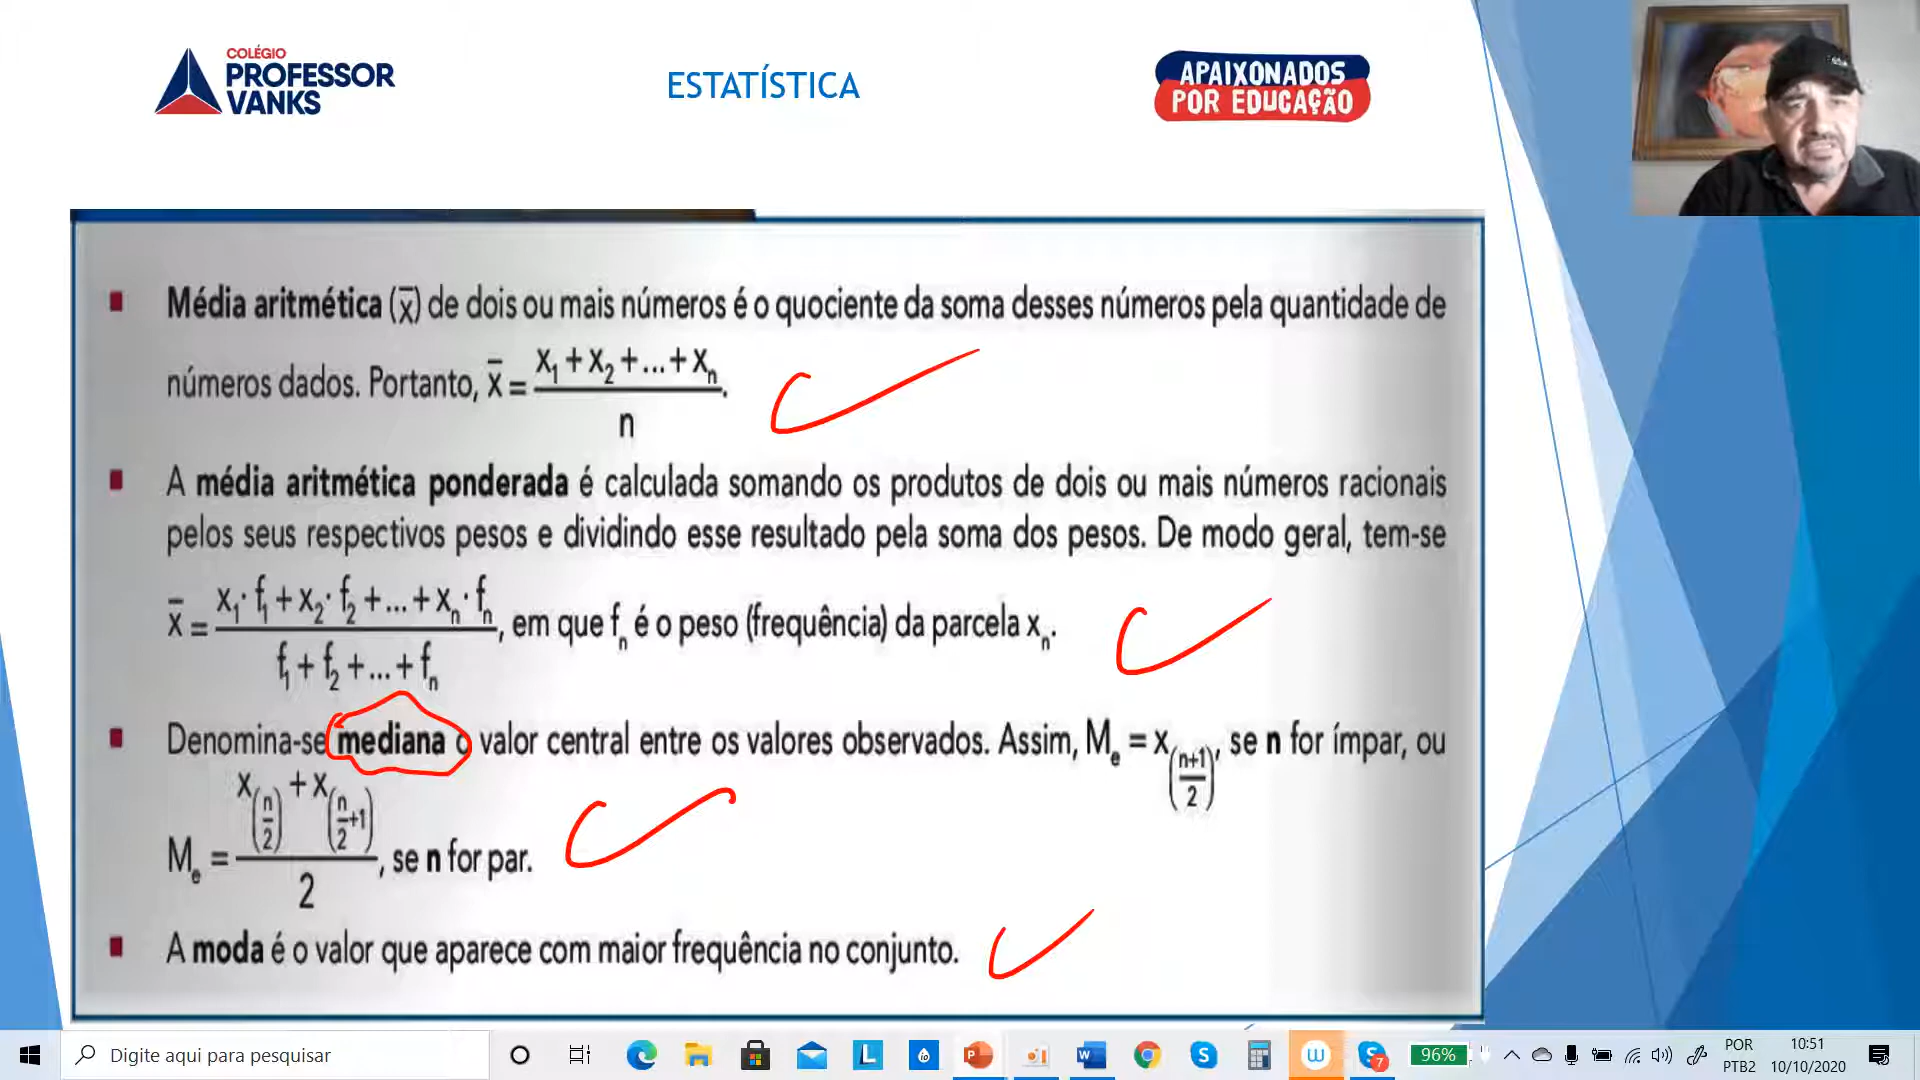 COLÉGIO
PROFESSOR
VANKS
ESTATÍSTICA
APAIXONADOS
POR EDUCAÇÃO
Média aritmética (x̄) de dois ou mais números é o quociente da soma desses números pela quantidade de
números dados. Portanto, x̄ = (x₁ + x₂ + ... + xₙ) / n.
A média aritmética ponderada é calculada somando os produtos de dois ou mais números racionais
pelos seus respectivos pesos e dividindo esse resultado pela soma dos pesos. De modo geral, tem-se
x̄ = (x₁· f₁ + x₂· f₂ + ... + xₙ· fₙ) / (f₁ + f₂ + ... + fₙ), em que fₙ é o peso (frequência) da parcela xₙ.
Denomina-se mediana o valor central entre os valores observados. Assim, Mₑ = x₍(n+1)/2₎, se n for ímpar, ou
Mₑ = (x₍n/2₎ + x₍n/2+1₎) / 2, se n for par.
A moda é o valor que aparece com maior frequência no conjunto.
Digite aqui para pesquisar
96%
POR
PTB2
10:51
10/10/2020